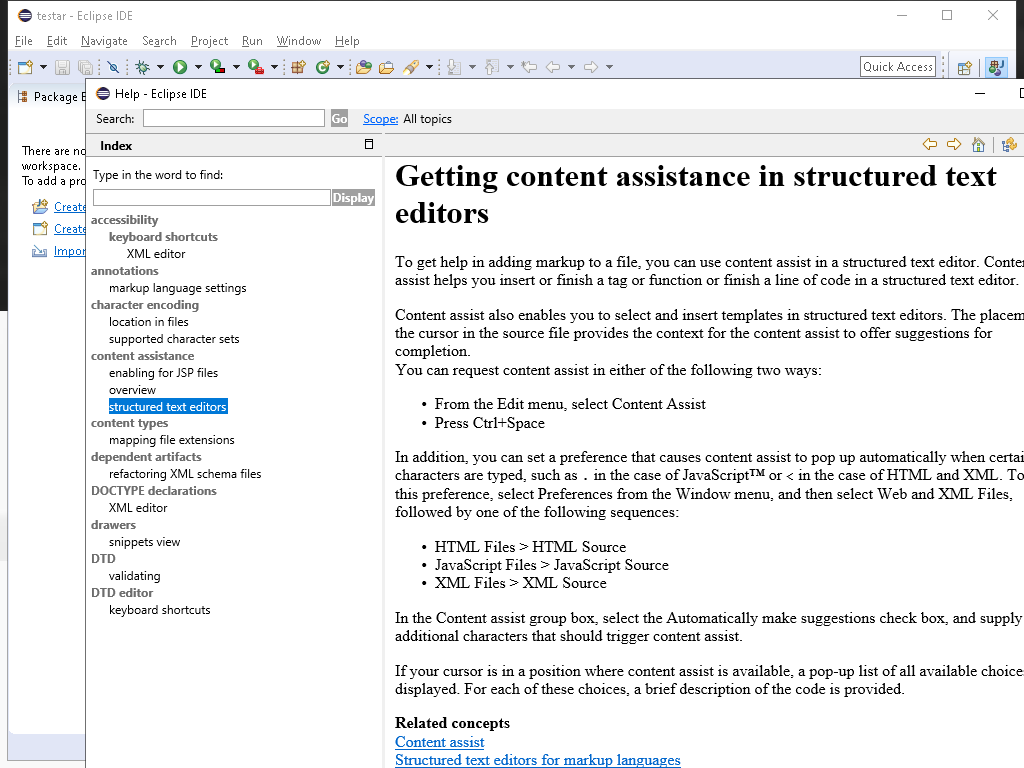 testar - Eclipse IDE
File Edit Navigate Search Project Run Window Help
Quick Access
Package E
There are no
workspace.
To add a pro
Create
Create
Impor
Help - Eclipse IDE
Search: Go Scope: All topics
Index
Type in the word to find:
Display
accessibility
keyboard shortcuts
XML editor
annotations
markup language settings
character encoding
location in files
supported character sets
content assistance
enabling for JSP files
overview
structured text editors
content types
mapping file extensions
dependent artifacts
refactoring XML schema files
DOCTYPE declarations
XML editor
drawers
snippets view
DTD
validating
DTD editor
keyboard shortcuts
Getting content assistance in structured text
editors
To get help in adding markup to a file, you can use content assist in a structured text editor. Conten
assist helps you insert or finish a tag or function or finish a line of code in a structured text editor.
Content assist also enables you to select and insert templates in structured text editors. The placem
the cursor in the source file provides the context for the content assist to offer suggestions for
completion.
You can request content assist in either of the following two ways:
• From the Edit menu, select Content Assist
• Press Ctrl+Space
In addition, you can set a preference that causes content assist to pop up automatically when certai
characters are typed, such as . in the case of JavaScript™ or < in the case of HTML and XML. To
this preference, select Preferences from the Window menu, and then select Web and XML Files,
followed by one of the following sequences:
• HTML Files > HTML Source
• JavaScript Files > JavaScript Source
• XML Files > XML Source
In the Content assist group box, select the Automatically make suggestions check box, and supply
additional characters that should trigger content assist.
If your cursor is in a position where content assist is available, a pop-up list of all available choice
displayed. For each of these choices, a brief description of the code is provided.
Related concepts
Content assist
Structured text editors for markup languages